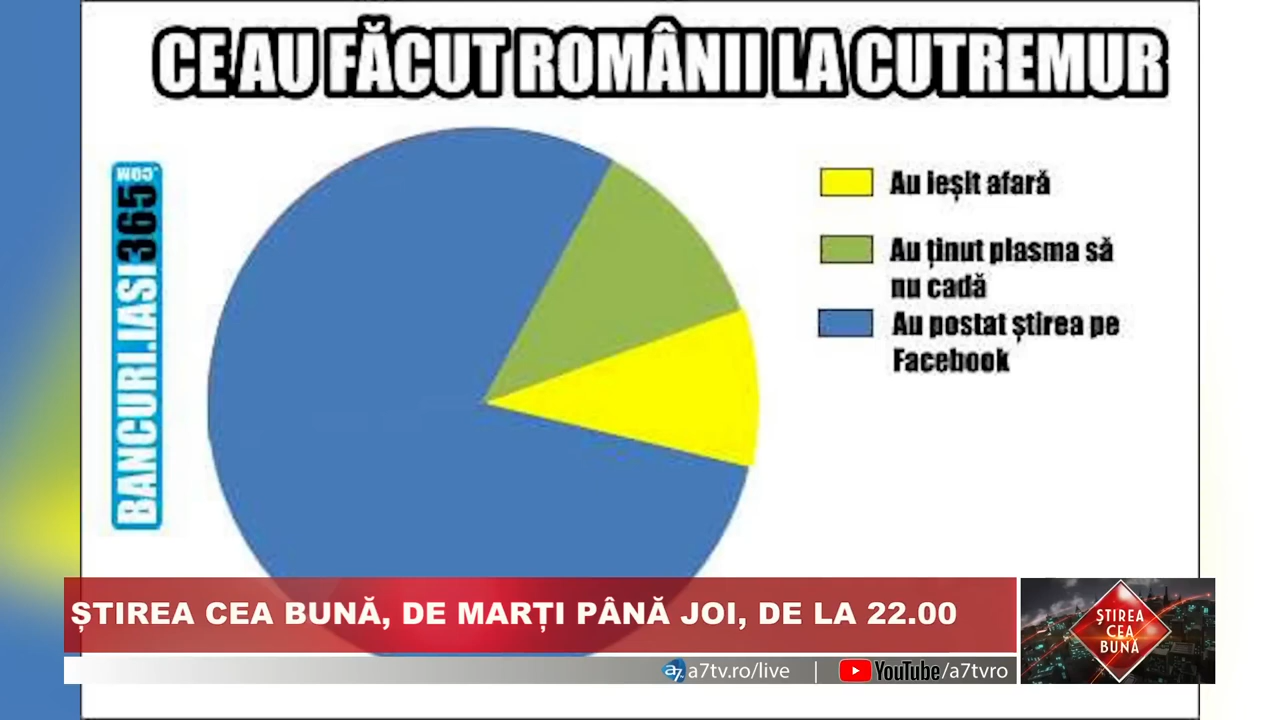 CE AU FĂCUT ROMÂNII LA CUTREMUR
BANCURI.IASI365.COM
Au ieșit afară
Au ținut plasma să
nu cadă
Au postat știrea pe
Facebook
ȘTIREA CEA BUNĂ, DE MARȚI PÂNĂ JOI, DE LA 22.00
a7 a7tv.ro/live | YouTube/a7tvro
ȘTIREA
CEA
BUNĂ